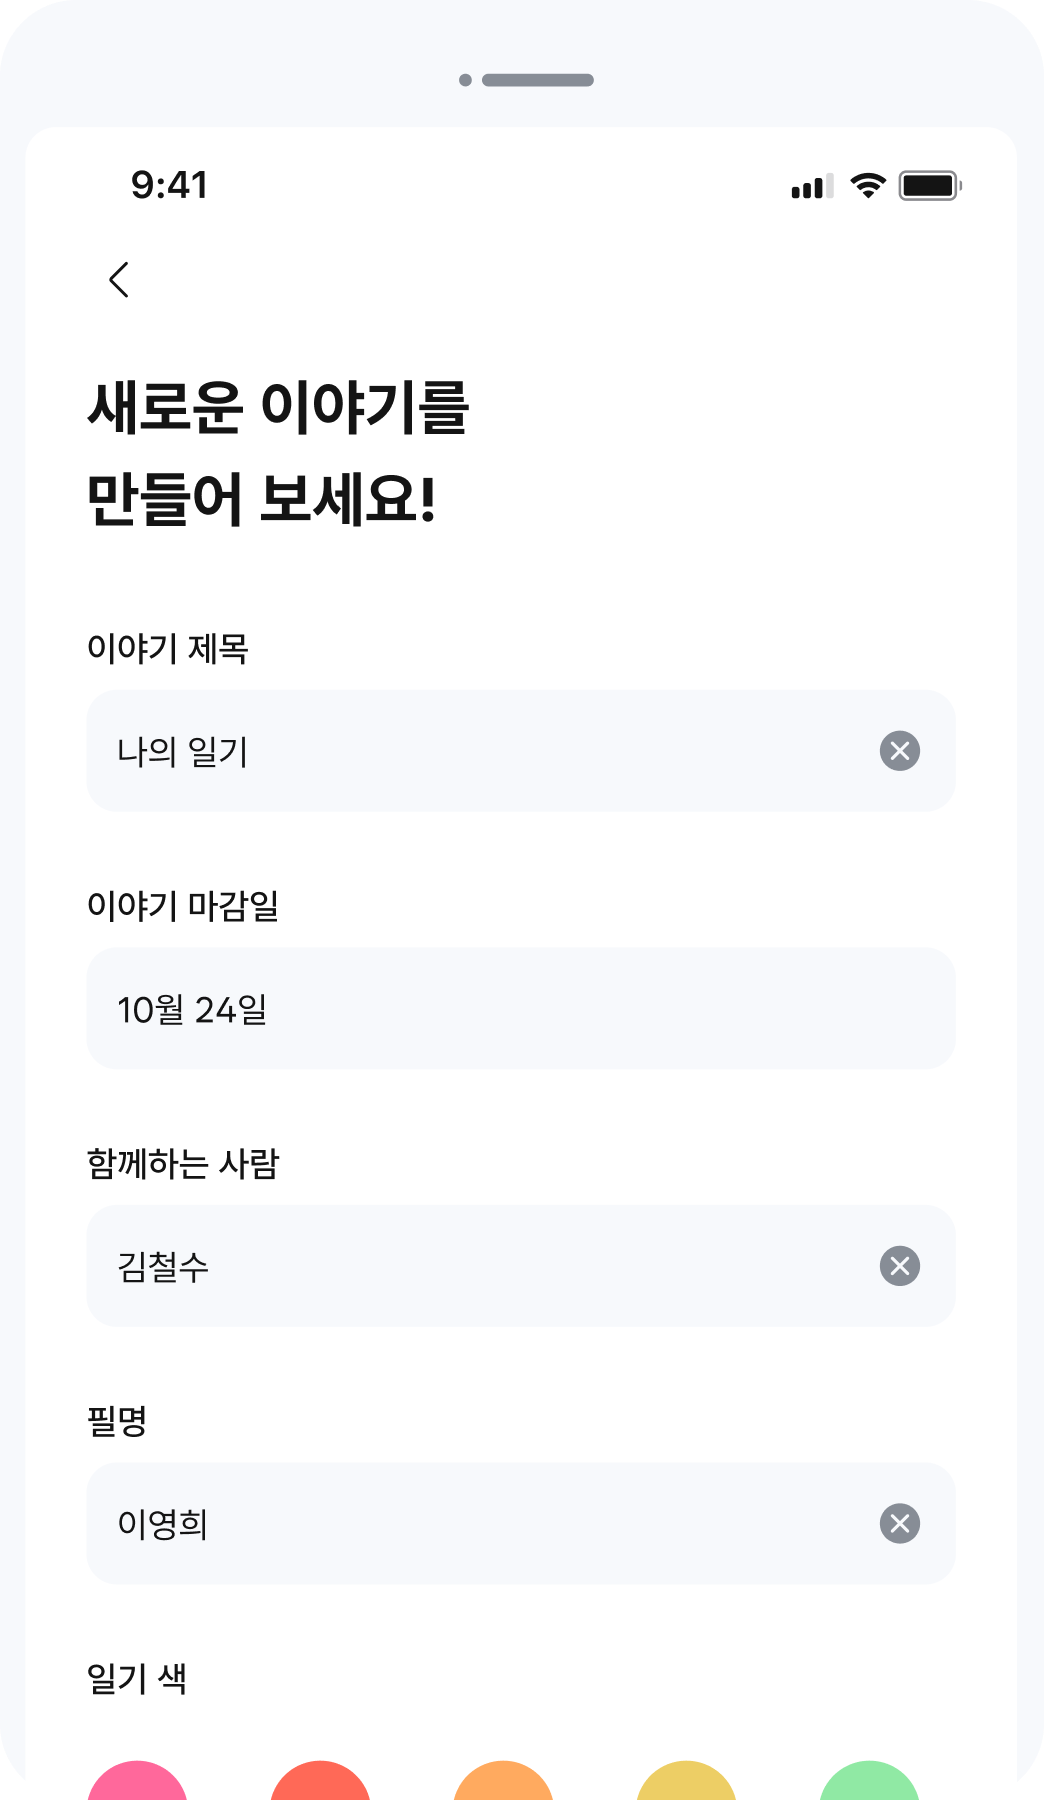 9:41
새로운 이야기를
만들어 보세요!
이야기 제목
나의 일기
이야기 마감일
10월 24일
함께하는 사람
김철수
필명
이영희
일기 색